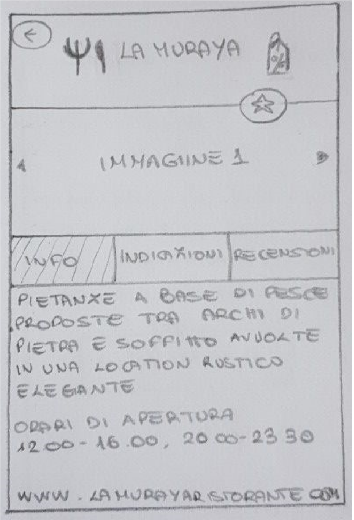 LA MURAYA
IMMAGIINE 1
INFO INDICAZIONI RECENSIONI
PIETANZE A BASE DI PESCE
PROPOSTE TRA ARCHI DI
PIETRA E SOFFITTO AVVOLTE
IN UNA LOCATION RUSTICO
ELEGANTE
ORARI DI APERTURA
12.00-16.00, 20.00-23.30
WWW.LAMURAYARISTORANTE.COM